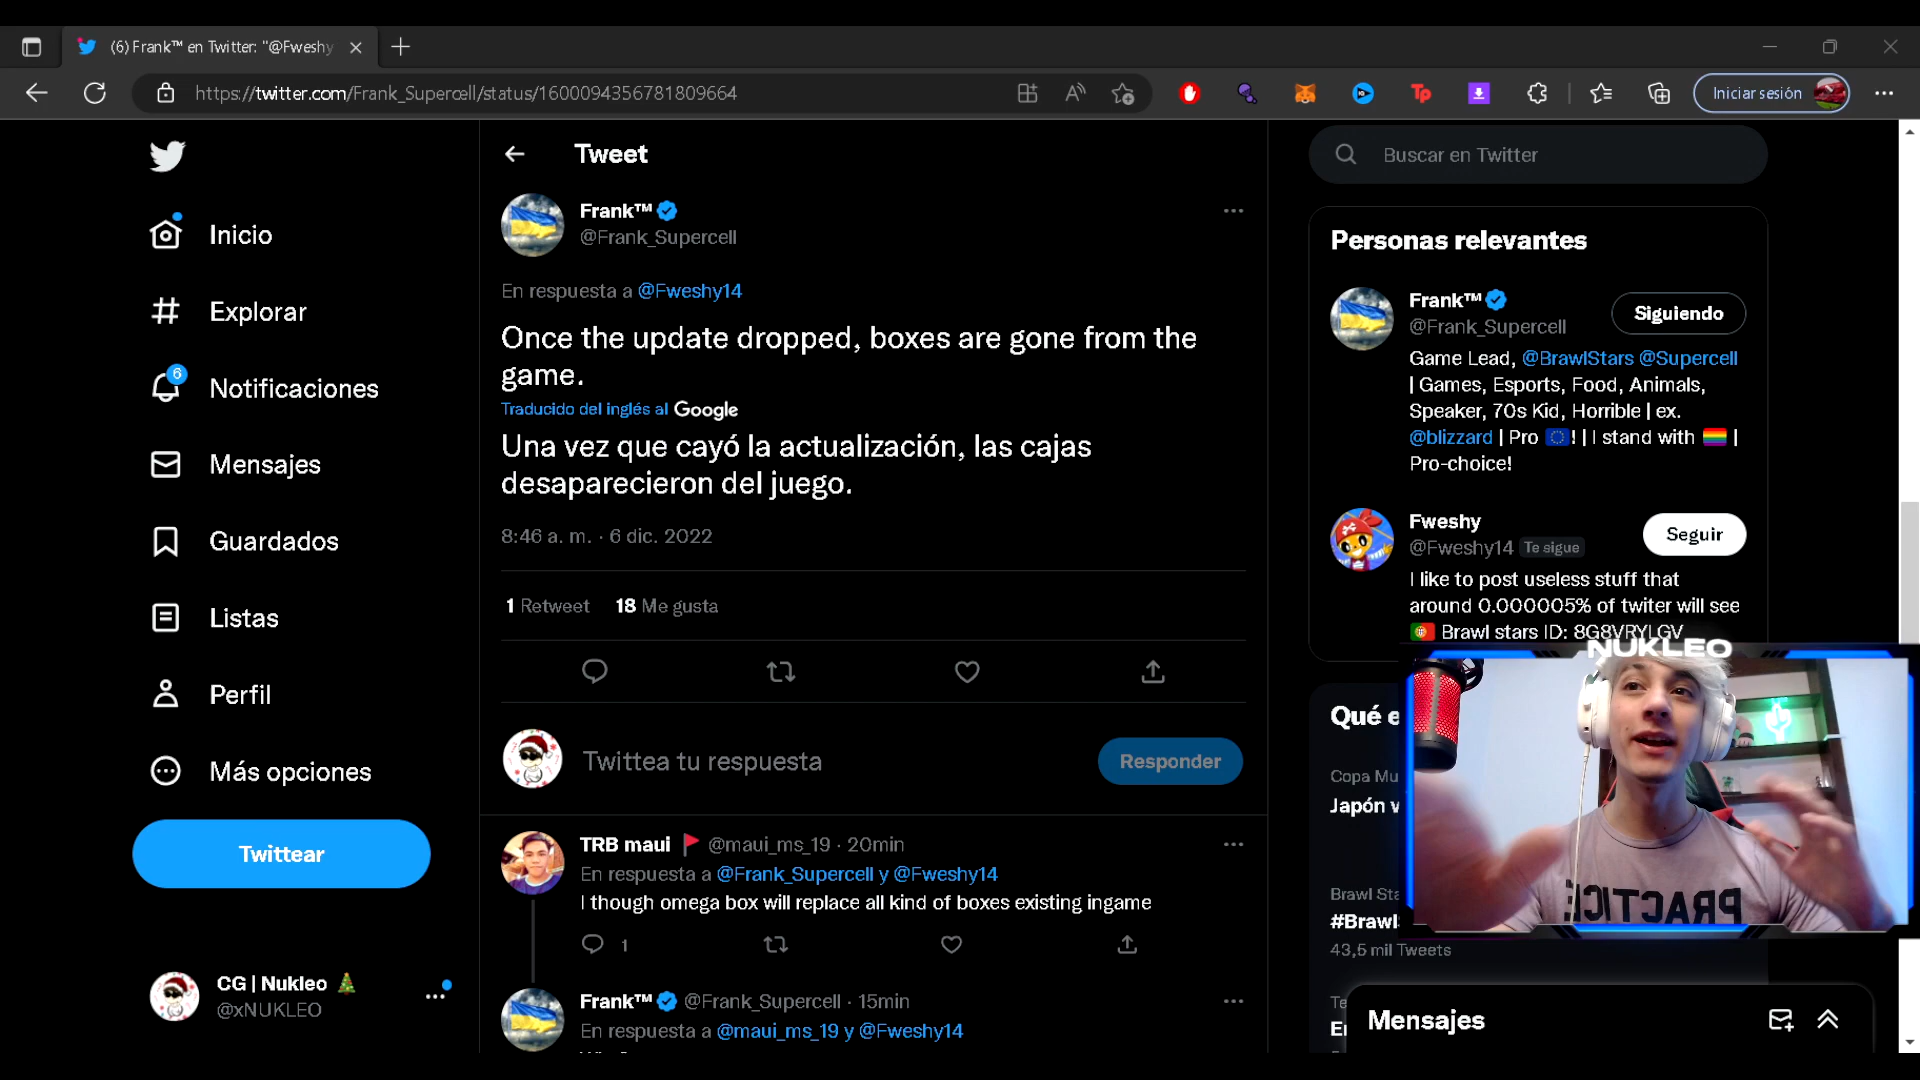 (6) Frank™ en Twitter: "@Fweshy
https://twitter.com/Frank_Supercell/status/1600094356781809664
Iniciar sesión
Inicio
Explorar
6
Notificaciones
Mensajes
Guardados
Listas
Perfil
Más opciones
Twittear
CG | Nukleo
@xNUKLEO
Tweet
Frank™
@Frank_Supercell
En respuesta a @Fweshy14
Once the update dropped, boxes are gone from the
game.
Traducido del inglés al Google
Una vez que cayó la actualización, las cajas
desaparecieron del juego.
8:46 a. m. · 6 dic. 2022
1 Retweet 18 Me gusta
Twittea tu respuesta
Responder
TRB maui @maui_ms_19 · 20min
En respuesta a @Frank_Supercell y @Fweshy14
I though omega box will replace all kind of boxes existing ingame
1
Frank™ @Frank_Supercell · 15min
En respuesta a @maui_ms_19 y @Fweshy14
Buscar en Twitter
Personas relevantes
Frank™
@Frank_Supercell
Siguiendo
Game Lead, @BrawlStars @Supercell
| Games, Esports, Food, Animals,
Speaker, 70s Kid, Horrible | ex.
@blizzard | Pro ! | I stand with |
Pro-choice!
Fweshy
@Fweshy14 Te sigue
Seguir
I like to post useless stuff that
around 0.000005% of twiter will see
Brawl stars ID: 8G8VRYLGV
NUKLEO
Qué e
Copa Mu
Japón v
Brawl Sta
#Brawl
43,5 mil Tweets
PRACTICE
Te
Mensajes